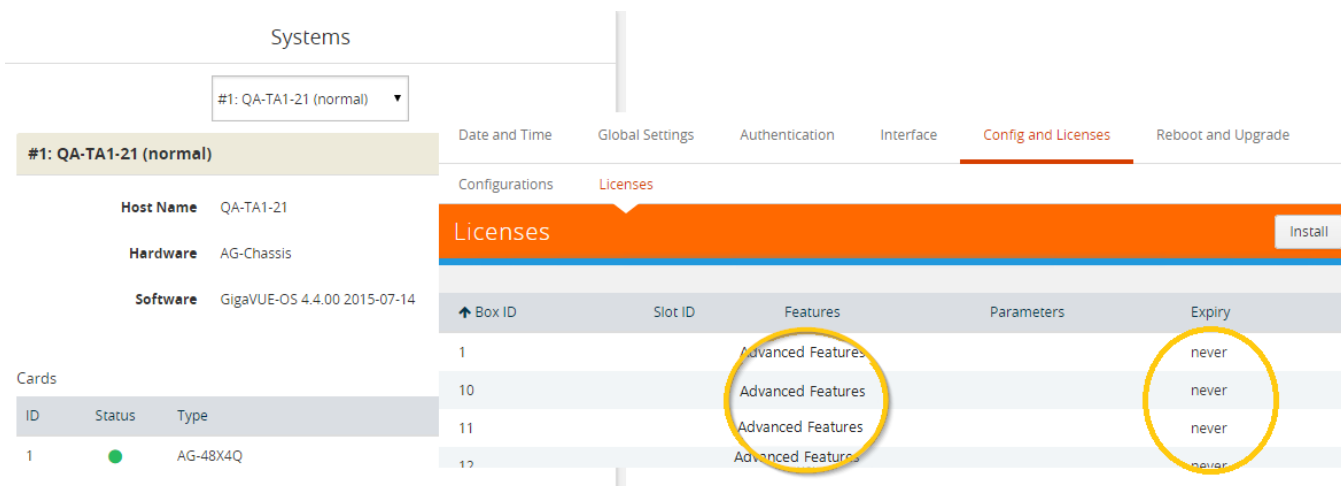 Systems
#1: QA-TA1-21 (normal)
#1: QA-TA1-21 (normal)
Host Name QA-TA1-21
Hardware AG-Chassis
Software GigaVUE-OS 4.4.00 2015-07-14
Cards
ID Status Type
1 AG-48X4Q
Date and Time Global Settings Authentication Interface Config and Licenses Reboot and Upgrade
Configurations Licenses
Licenses Install
Box ID Slot ID Features Parameters Expiry
1 Advanced Features never
10 Advanced Features never
11 Advanced Features never
12 Advanced Features never